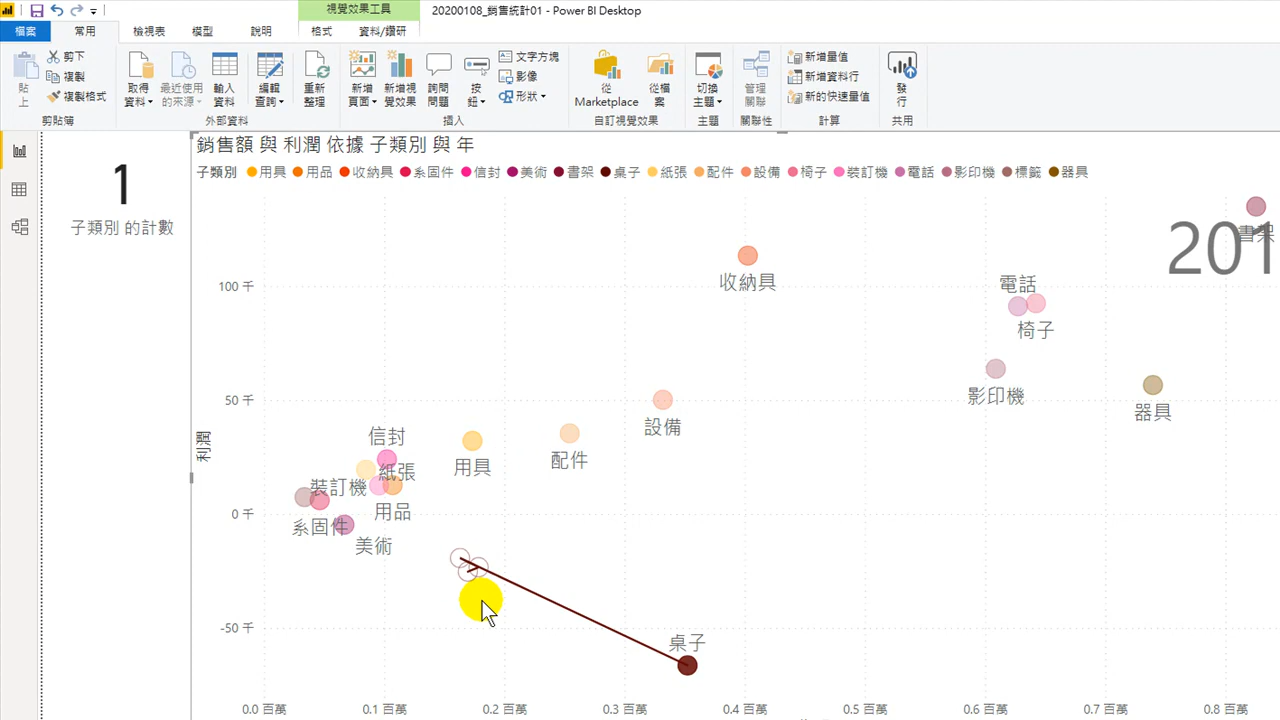 視覺效果工具
20200108_銷售統計01 - Power BI Desktop
檔案 常用 檢視表 模型 說明 格式 資料/鑽研
貼上 剪下 複製 複製格式
剪貼簿
取得資料 最近使用的來源 輸入資料 編輯查詢 重新整理
外部資料
新增頁面 新增視覺效果 詢問問題 按鈕 文字方塊 影像 形狀
插入
從 Marketplace 從檔案
自訂視覺效果
切換主題
主題
管理關聯
關聯性
新增量值 新增資料行 新的快速量值
計算
發行
共用
1
子類別 的計數
銷售額 與 利潤 依據 子類別 與 年
子類別 用具 用品 收納具 系固件 信封 美術 書架 桌子 紙張 配件 設備 椅子 裝訂機 電話 影印機 標籤 器具
201
書架
收納具
電話
100 千
椅子
影印機
器具
50 千
設備
信封
利潤
配件
用具
紙張
裝訂機
用品
0 千
系固件
美術
-50 千
桌子
0.0 百萬 0.1 百萬 0.2 百萬 0.3 百萬 0.4 百萬 0.5 百萬 0.6 百萬 0.7 百萬 0.8 百萬